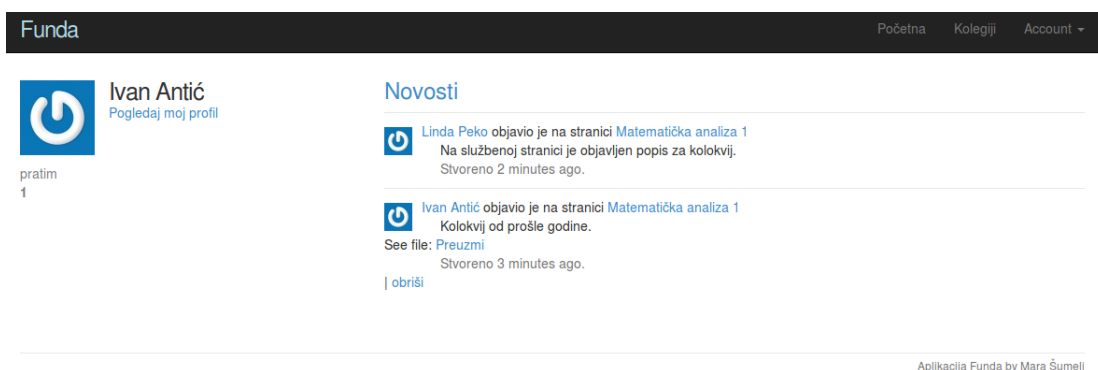 Funda
Početna Kolegiji Account
Ivan Antić
Pogledaj moj profil
pratim
1
Novosti
Linda Peko objavio je na stranici Matematička analiza 1
Na službenoj stranici je objavljen popis za kolokvij.
Stvoreno 2 minutes ago.
Ivan Antić objavio je na stranici Matematička analiza 1
Kolokvij od prošle godine.
See file: Preuzmi
Stvoreno 3 minutes ago.
| obriši
Aplikacija Funda by Mara Šumelj